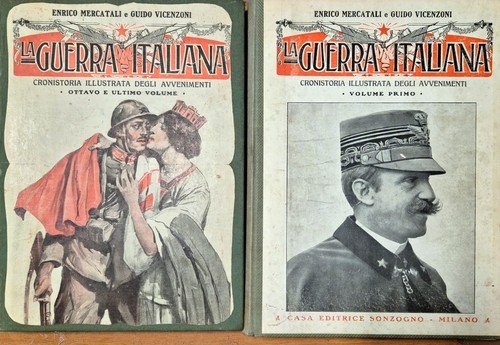 ENRICO MERCATALI e GUIDO VICENZONI
LA GUERRA ITALIANA
CRONISTORIA ILLUSTRATA DEGLI AVVENIMENTI
• OTTAVO E ULTIMO VOLUME •
ENRICO MERCATALI e GUIDO VICENZONI
LA GUERRA ITALIANA
CRONISTORIA ILLUSTRATA DEGLI AVVENIMENTI
• VOLUME PRIMO •
CASA EDITRICE SONZOGNO - MILANO